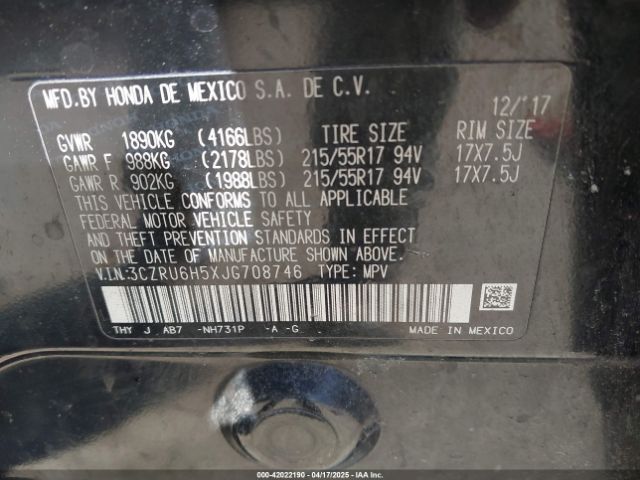 MFD.BY HONDA DE MEXICO S.A. DE C.V.
12/'17
GVWR 1890KG (4166LBS) TIRE SIZE RIM SIZE
GAWR F 988KG (2178LBS) 215/55R17 94V 17X7.5J
GAWR R 902KG (1988LBS) 215/55R17 94V 17X7.5J
THIS VEHICLE CONFORMS TO ALL APPLICABLE
FEDERAL MOTOR VEHICLE SAFETY
AND THEFT PREVENTION STANDARDS IN EFFECT
ON THE DATE OF MANUFACTURE SHOWN ABOVE.
V.I.N:3CZRU6H5XJG708746 TYPE: MPV
THY J AB7 -NH731P -A -G MADE IN MEXICO
000-42022190 - 04/17/2025 - IAAI.COM